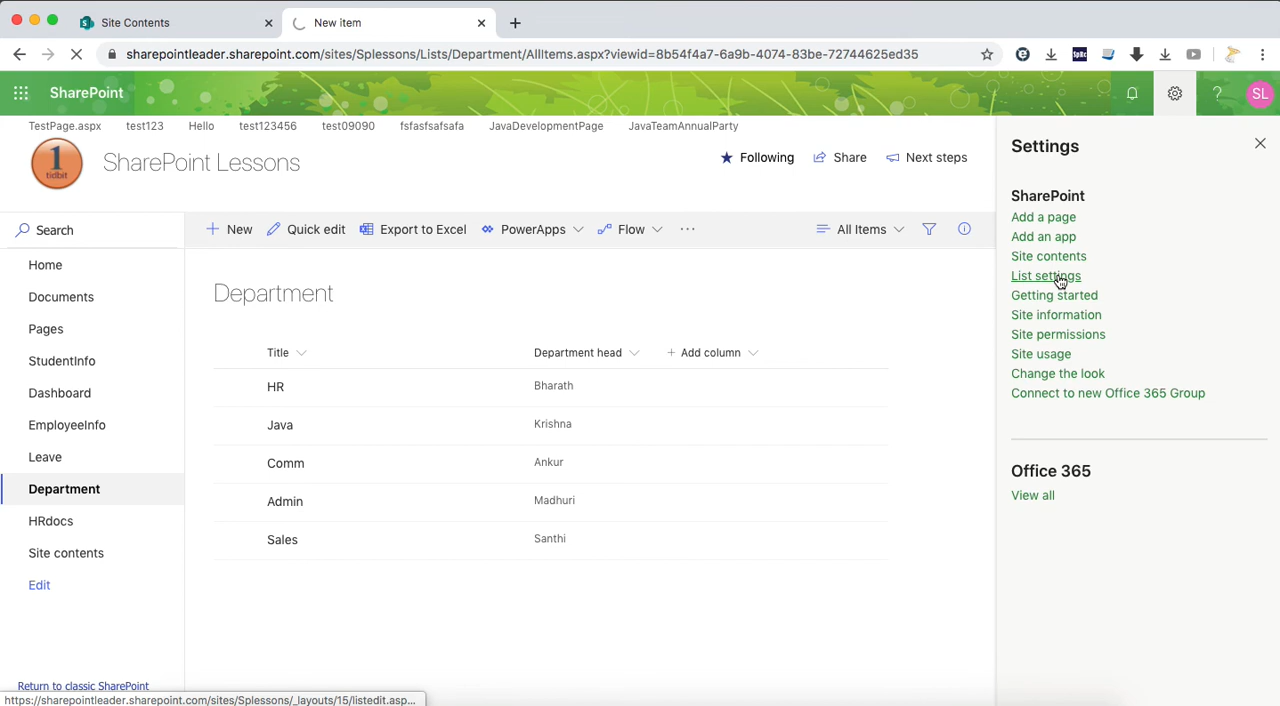 Site Contents
New item
sharepointleader.sharepoint.com/sites/Splessons/Lists/Department/AllItems.aspx?viewid=8b54f4a7-6a9b-4074-83be-72744625ed35
SpRc
SharePoint
?
SL
TestPage.aspx test123 Hello test123456 test09090 fsfasfsafsafa JavaDevelopmentPage JavaTeamAnnualParty
1
tidbit
SharePoint Lessons
Following Share Next steps
Search
New Quick edit Export to Excel PowerApps Flow ... All Items
Home
Documents
Pages
StudentInfo
Dashboard
EmployeeInfo
Leave
Department
HRdocs
Site contents
Edit
Return to classic SharePoint
Department
Title Department head + Add column
HR Bharath
Java Krishna
Comm Ankur
Admin Madhuri
Sales Santhi
Settings
SharePoint
Add a page
Add an app
Site contents
List settings
Getting started
Site information
Site permissions
Site usage
Change the look
Connect to new Office 365 Group
Office 365
View all
https://sharepointleader.sharepoint.com/sites/Splessons/_layouts/15/listedit.asp...